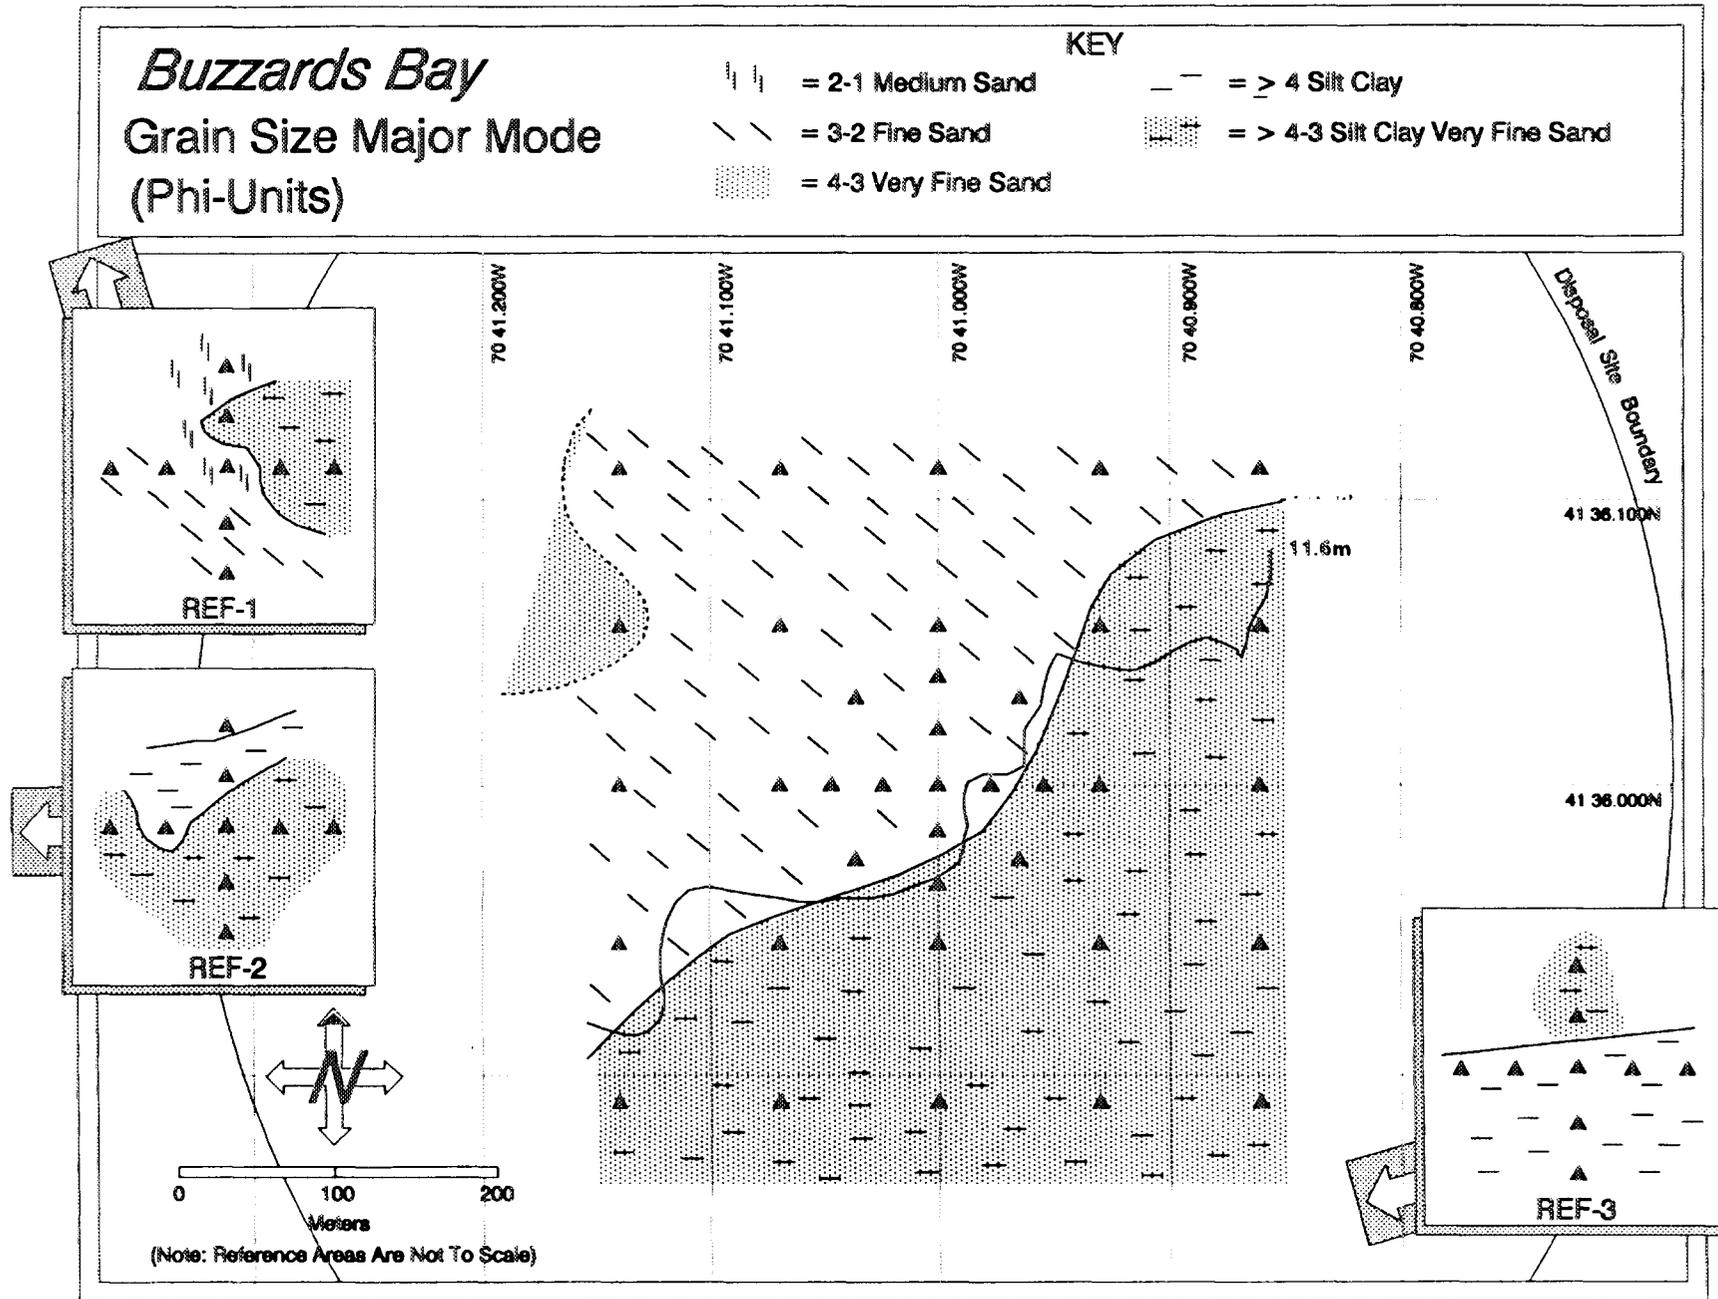 Buzzards Bay
Grain Size Major Mode
(Phi-Units)
KEY
= 2-1 Medium Sand
= 3-2 Fine Sand
= 4-3 Very Fine Sand
= > 4 Silt Clay
= > 4-3 Silt Clay Very Fine Sand
70 41.200W
70 41.100W
70 41.000W
70 40.900W
70 40.800W
Disposal Site Boundary
41 36.100N
11.6m
41 36.000N
REF-1
REF-2
REF-3
N
0 100 200
Meters
(Note: Reference Areas Are Not To Scale)